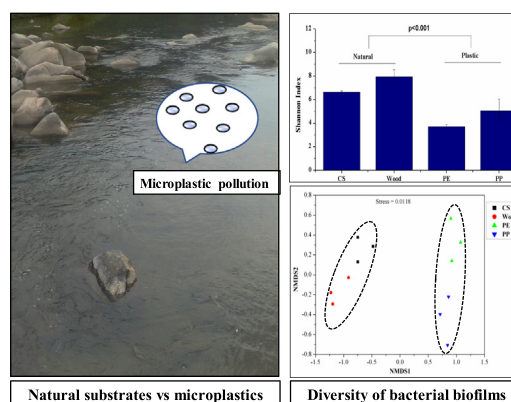 Microplastic pollution
Natural substrates vs microplastics
p<0.001
Natural
Plastic
Shannon Index
12
10
8
6
4
2
0
CS
Wood
PE
PP
Stress = 0.0118
CS
Wo
PE
PP
NMDS2
0.8
0.6
0.4
0.2
0.0
-0.2
-0.4
-0.6
-0.8
-1.5
-1.0
-0.5
0.0
0.5
1.0
1.5
NMDS1
Diversity of bacterial biofilms